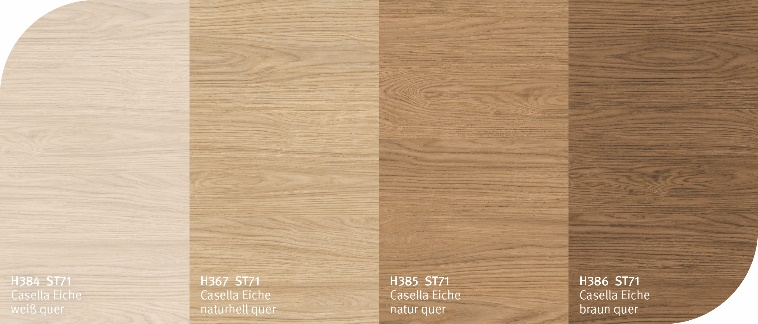 H384 ST71
Casella Eiche
weiß quer
H367 ST71
Casella Eiche
naturhell quer
H385 ST71
Casella Eiche
natur quer
H386 ST71
Casella Eiche
braun quer